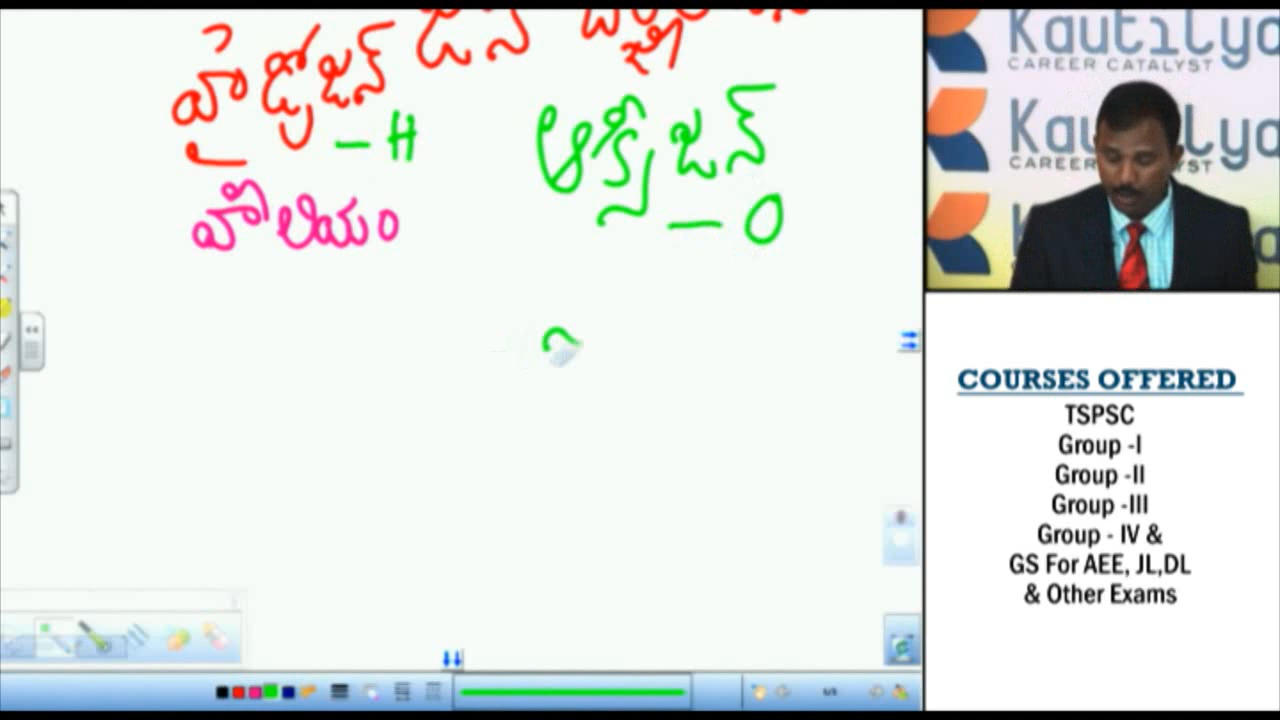 హైడ్రోజన్
– H
ఆక్సిజన్
– O
హీలియం
Kautilya
CAREER CATALYST
Kautilya
CAREER CATALYST
COURSES OFFERED
TSPSC
Group -I
Group -II
Group -III
Group - IV &
GS For AEE, JL,DL
& Other Exams